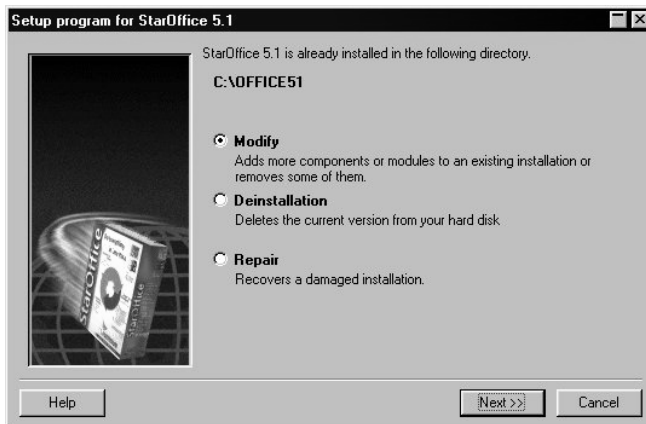 Setup program for StarOffice 5.1
StarOffice 5.1 is already installed in the following directory.
C:\OFFICE51
Modify
Adds more components or modules to an existing installation or
removes some of them.
Deinstallation
Deletes the current version from your hard disk
Repair
Recovers a damaged installation.
StarOffice
StarOffice
Help
Next >>
Cancel